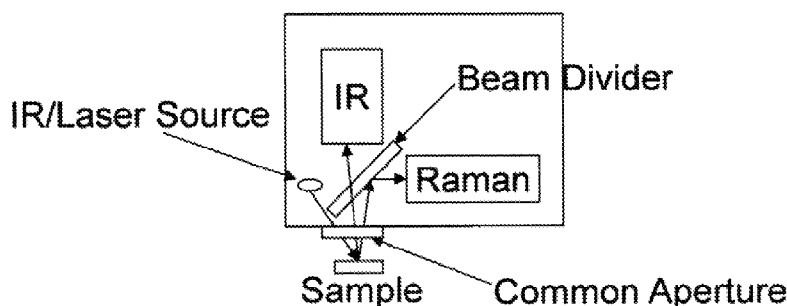 Beam Divider
IR
IR/Laser Source
Raman
Sample
Common Aperture